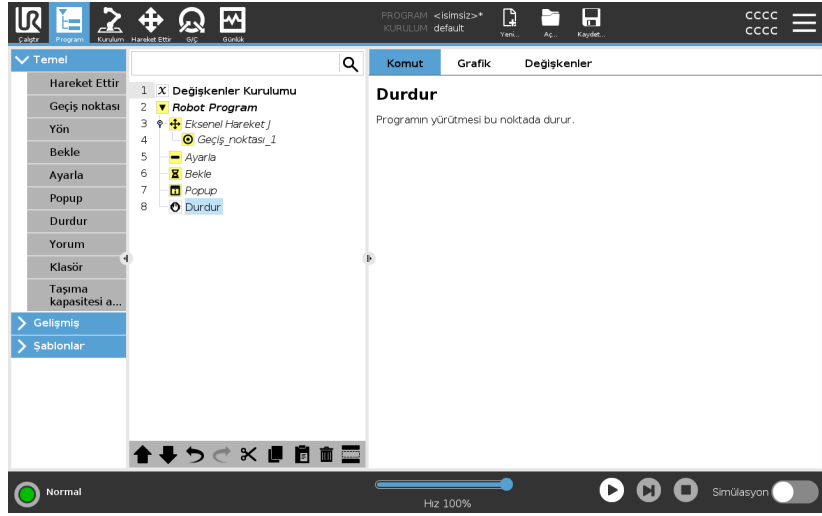 UR
Çalıştır
Program
Kurulum
Hareket Ettir
G/Ç
Günlük
PROGRAM <isimsiz>*
KURULUM default
Yeni...
Aç...
Kaydet...
cccc
cccc
Temel
Hareket Ettir
Geçiş noktası
Yön
Bekle
Ayarla
Popup
Durdur
Yorum
Klasör
Taşıma
kapasitesi a...
Gelişmiş
Şablonlar
1 X Değişkenler Kurulumu
2 Robot Program
3 Eksenel Hareket J
4 Geçiş_noktası_1
5 Ayarla
6 Bekle
7 Popup
8 Durdur
Komut Grafik Değişkenler
Durdur
Programın yürütmesi bu noktada durur.
Normal
Hız 100%
Simülasyon